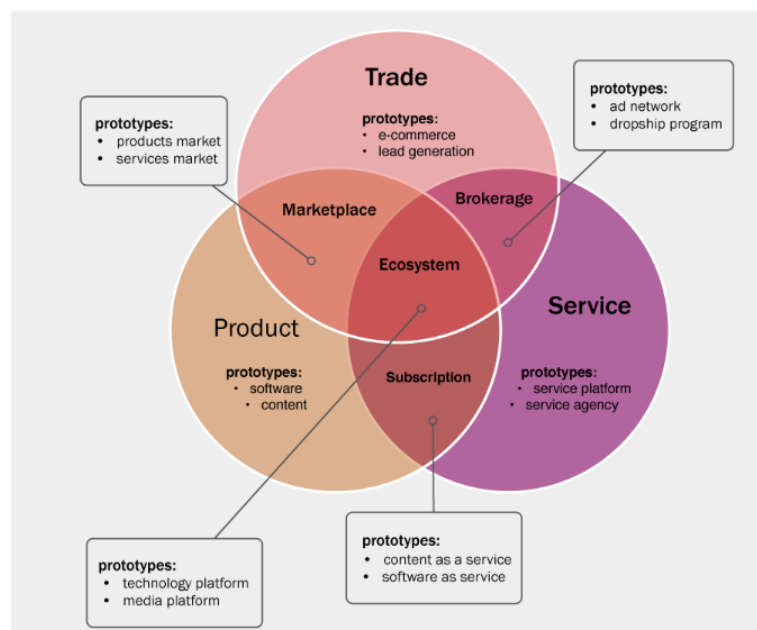 Trade
prototypes:
• e-commerce
• lead generation
prototypes:
• products market
• services market
prototypes:
• ad network
• dropship program
Marketplace
Brokerage
Ecosystem
Product
prototypes:
• software
• content
Service
prototypes:
• service platform
• service agency
Subscription
prototypes:
• technology platform
• media platform
prototypes:
• content as a service
• software as service